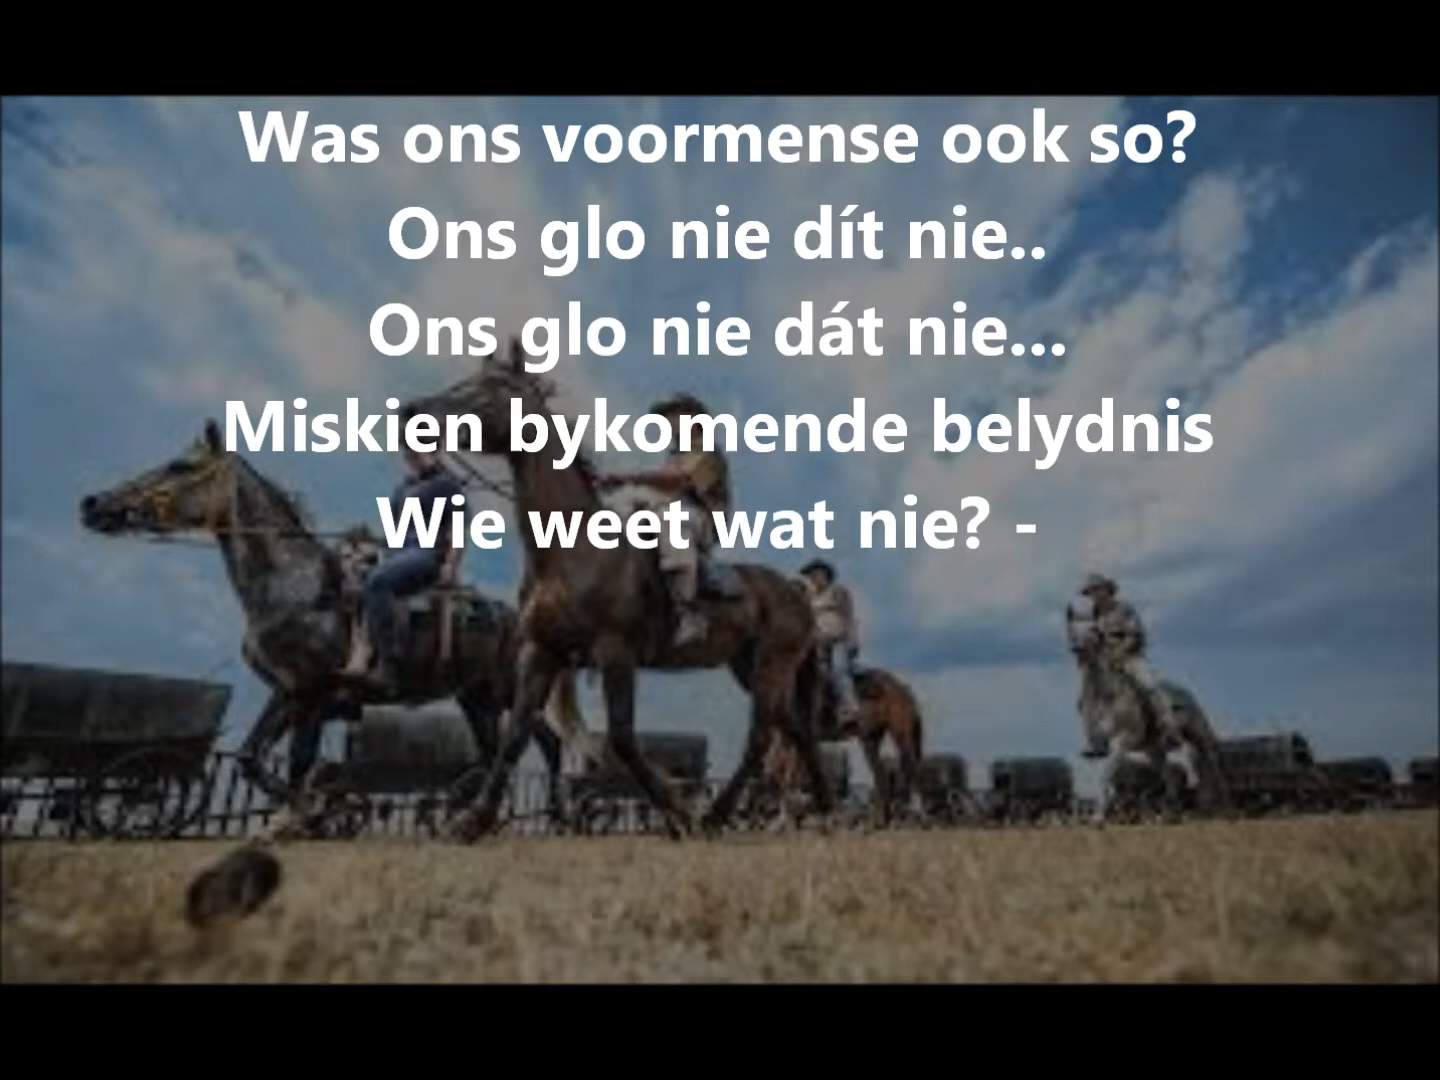 Was ons voormense ook so?
Ons glo nie dít nie..
Ons glo nie dát nie...
Miskien bykomende belydnis
Wie weet wat nie? -